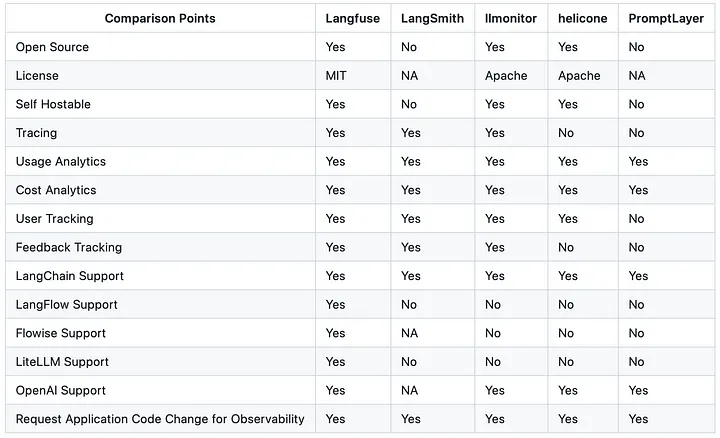 Comparison Points Langfuse LangSmith llmonitor helicone PromptLayer
Open Source Yes No Yes Yes No
License MIT NA Apache Apache NA
Self Hostable Yes No Yes Yes No
Tracing Yes Yes Yes No No
Usage Analytics Yes Yes Yes Yes Yes
Cost Analytics Yes Yes Yes Yes Yes
User Tracking Yes Yes Yes Yes No
Feedback Tracking Yes Yes Yes No No
LangChain Support Yes Yes Yes Yes Yes
LangFlow Support Yes No No No No
Flowise Support Yes NA No No No
LiteLLM Support Yes No No No No
OpenAI Support Yes NA Yes Yes Yes
Request Application Code Change for Observability Yes Yes Yes Yes Yes